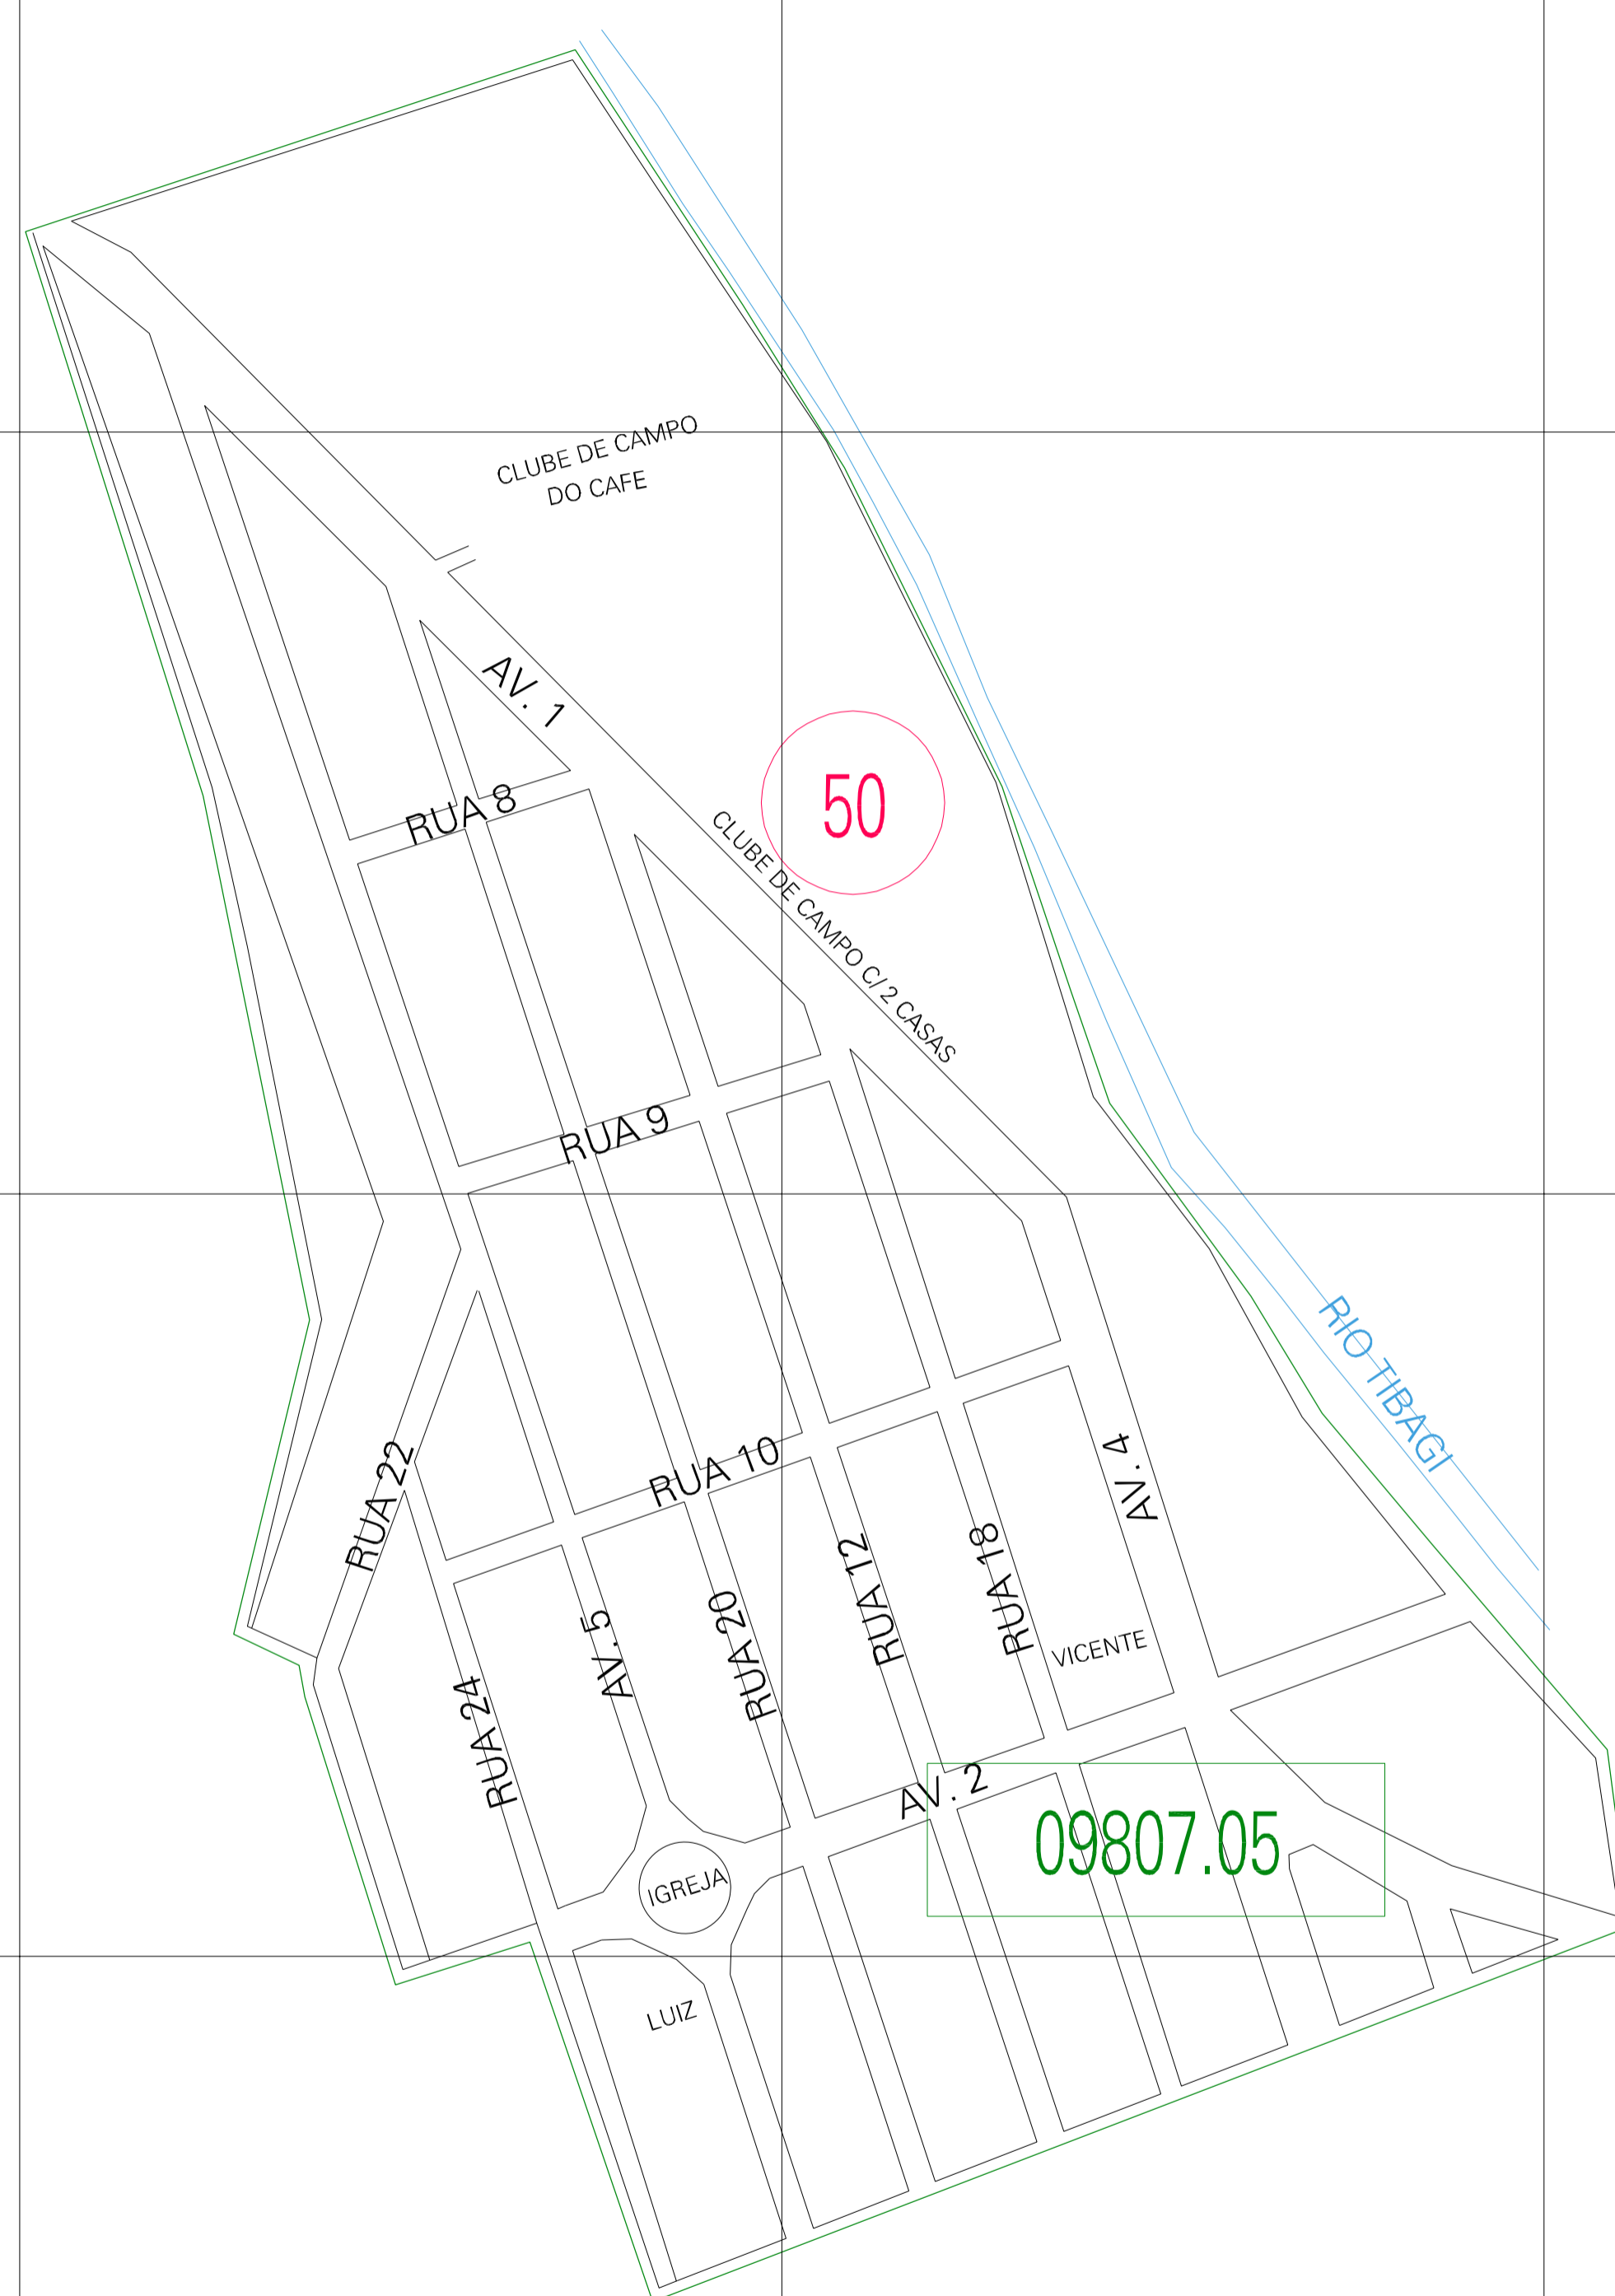 CLUBE DE CAMPO
DO CAFE
AV. 1
50
RUA 8
CLUBE DE CAMPO C/ 2 CASAS
RUA 9
RIO TIBAGI
RUA 22
RUA 10
AV. 4
RUA 12
RUA 18
AV. 5
RUA 20
VICENTE
RUA 24
AV. 2
09807.05
IGREJA
LUIZ